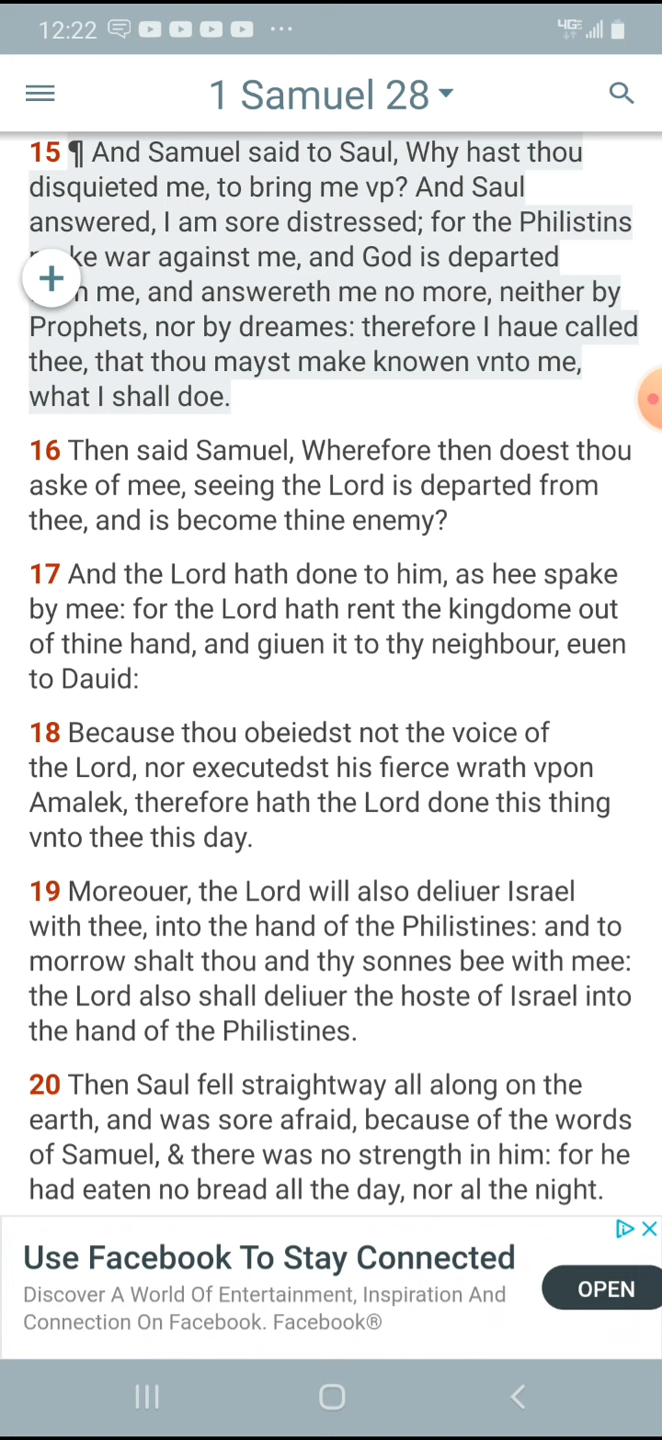 12:22
4GE
1 Samuel 28
15 ¶ And Samuel said to Saul, Why hast thou
disquieted me, to bring me vp? And Saul
answered, I am sore distressed; for the Philistins
ke war against me, and God is departed
me, and answereth me no more, neither by
Prophets, nor by dreames: therefore I haue called
thee, that thou mayst make knowen vnto me,
what I shall doe.
16 Then said Samuel, Wherefore then doest thou
aske of mee, seeing the Lord is departed from
thee, and is become thine enemy?
17 And the Lord hath done to him, as hee spake
by mee: for the Lord hath rent the kingdome out
of thine hand, and giuen it to thy neighbour, euen
to Dauid:
18 Because thou obeiedst not the voice of
the Lord, nor executedst his fierce wrath vpon
Amalek, therefore hath the Lord done this thing
vnto thee this day.
19 Moreouer, the Lord will also deliuer Israel
with thee, into the hand of the Philistines: and to
morrow shalt thou and thy sonnes bee with mee:
the Lord also shall deliuer the hoste of Israel into
the hand of the Philistines.
20 Then Saul fell straightway all along on the
earth, and was sore afraid, because of the words
of Samuel, & there was no strength in him: for he
had eaten no bread all the day, nor al the night.
Use Facebook To Stay Connected
Discover A World Of Entertainment, Inspiration And
Connection On Facebook. Facebook®
OPEN